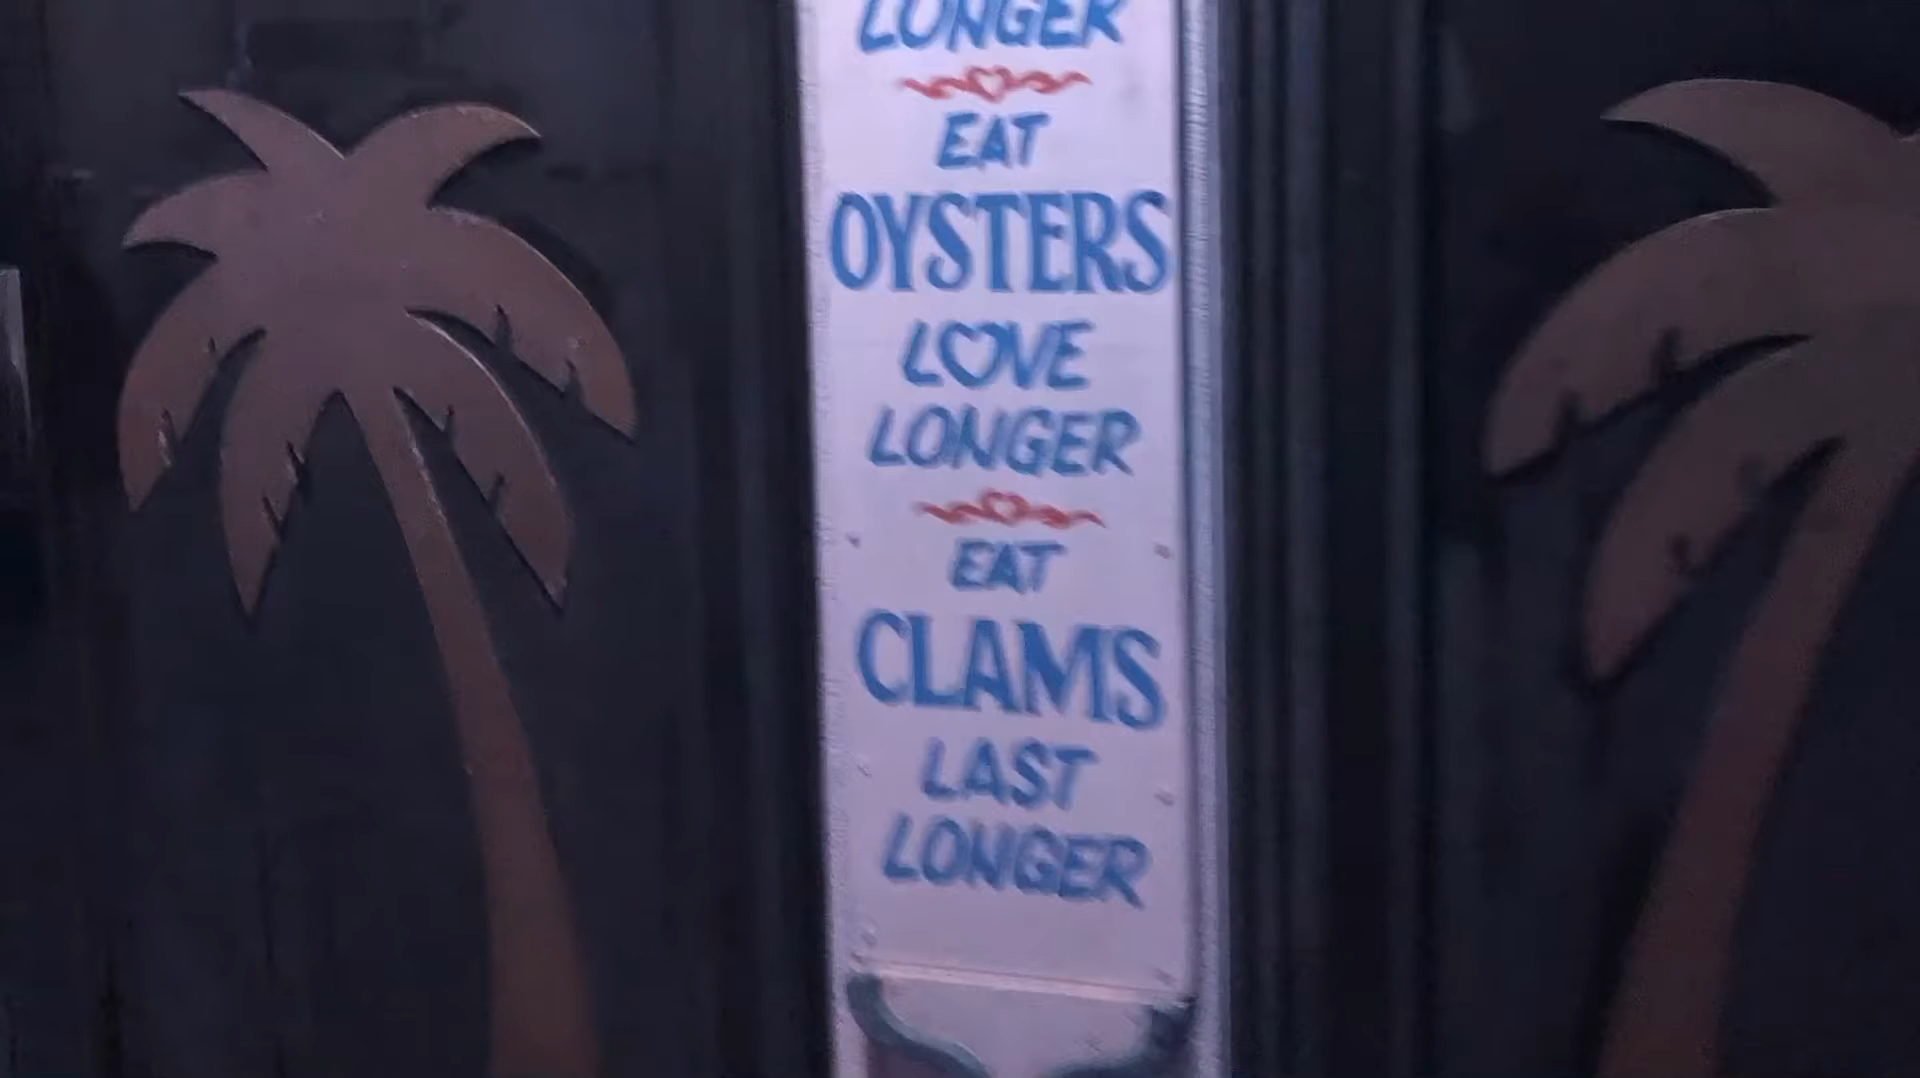 LONGER
EAT
OYSTERS
LOVE
LONGER
EAT
CLAMS
LAST
LONGER